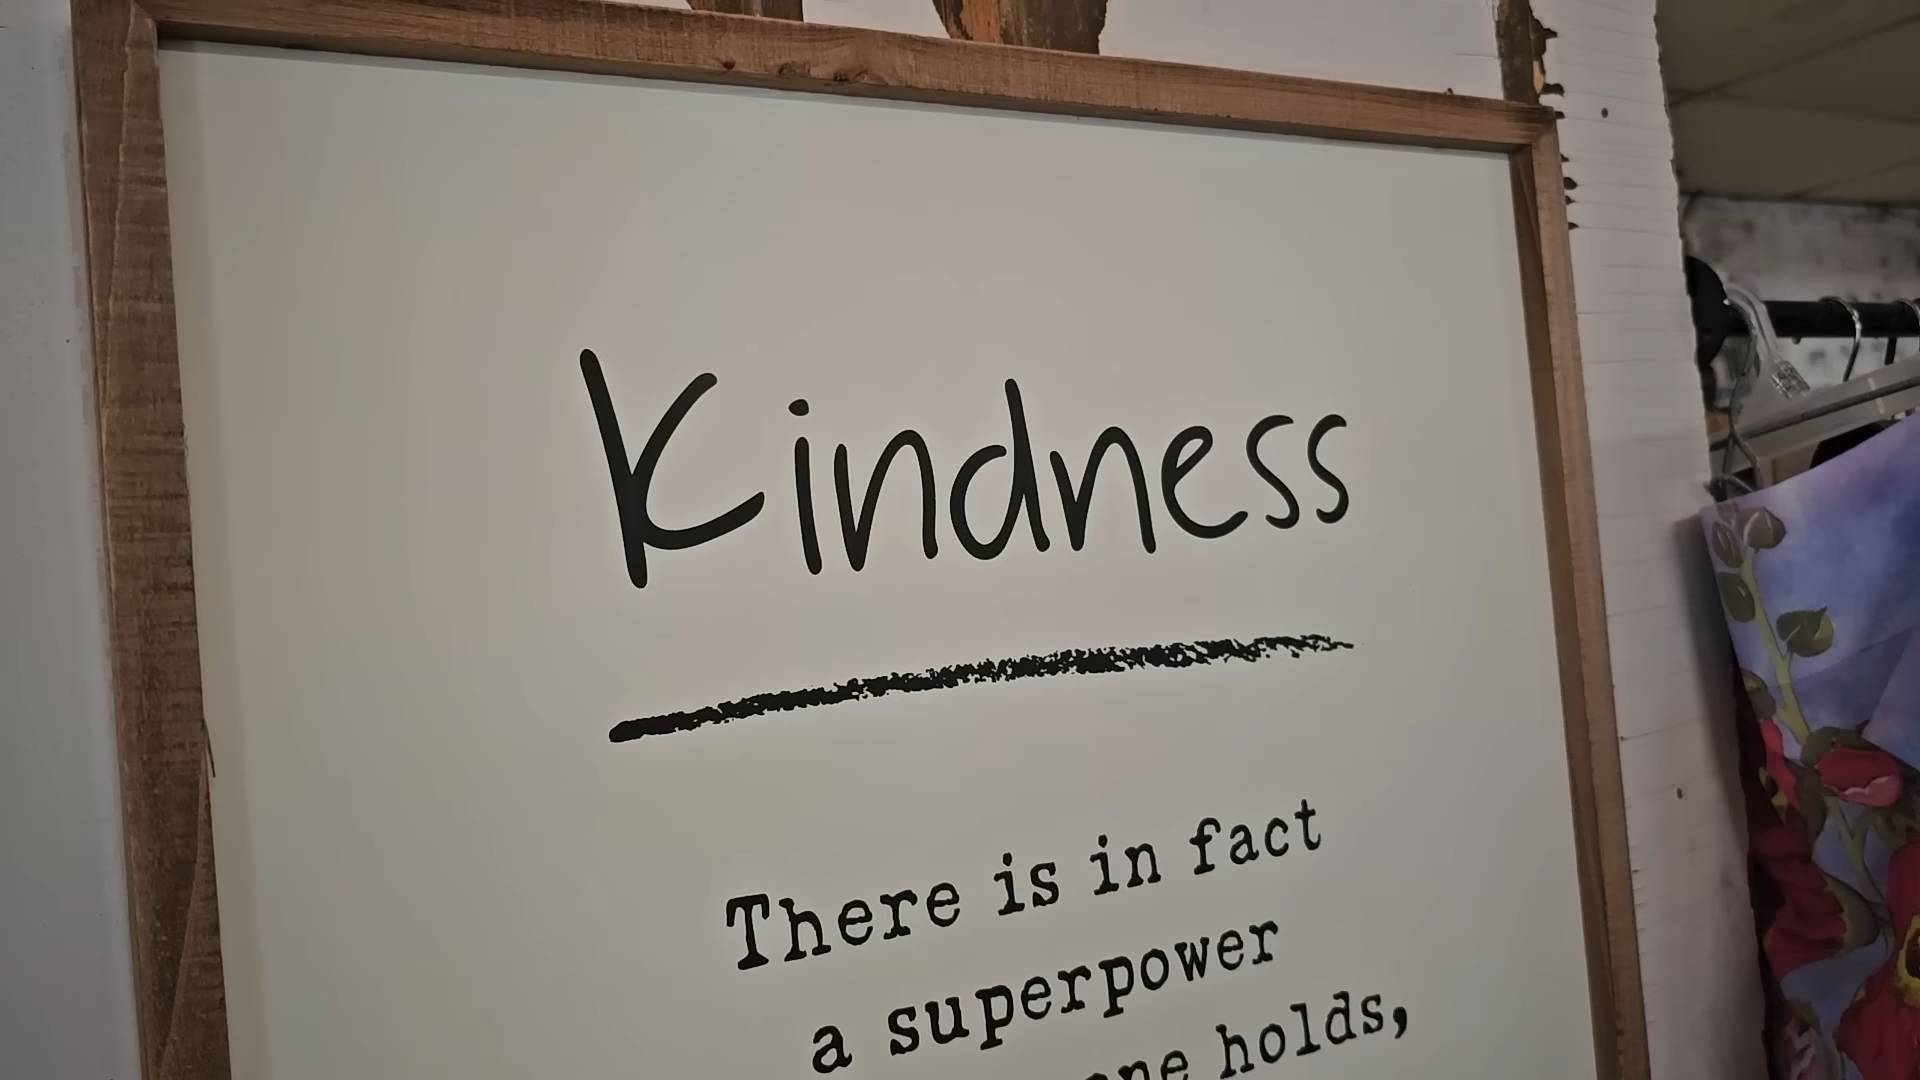 Kindness
There is in fact
a superpower
holds,